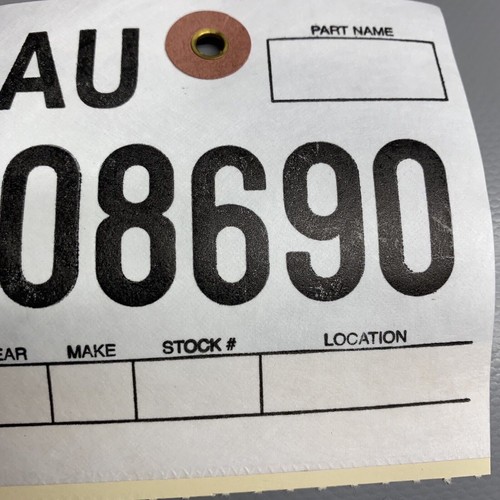 AU
PART NAME
08690
EAR MAKE STOCK # LOCATION